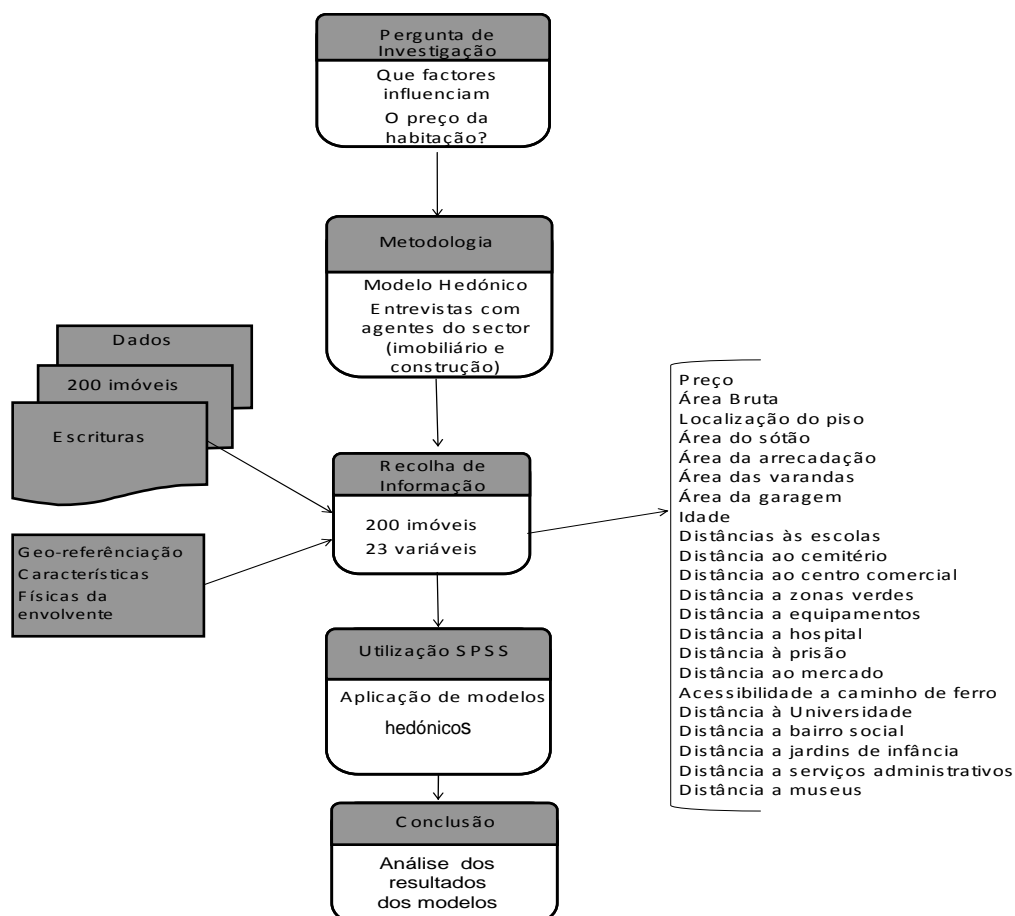 Pergunta de
Investigação
Que factores
influenciam
O preço da
habitação?
Metodologia
Modelo Hedónico
Entrevistas com
agentes do sector
(imobiliário e
construção)
Dados
200 imóveis
Escrituras
Geo-referênciação
Característícas
Físicas da
envolvente
Recolha de
Informação
200 imóveis
23 variáveis
Preço
Área Bruta
Localização do piso
Área do sótão
Área da arrecadação
Área das varandas
Área da garagem
Idade
Distâncias às escolas
Distância ao cemitério
Distância ao centro comercial
Distância a zonas verdes
Distância a equipamentos
Distância a hospital
Distância à prisão
Distância ao mercado
Acessibilidade a caminho de ferro
Distância à Universidade
Distância a bairro social
Distância a jardins de infância
Distância a serviços administrativos
Distância a museus
Utilização SPSS
Aplicação de modelos
hedónicos
Conclusão
Análise dos
resultados
dos modelos